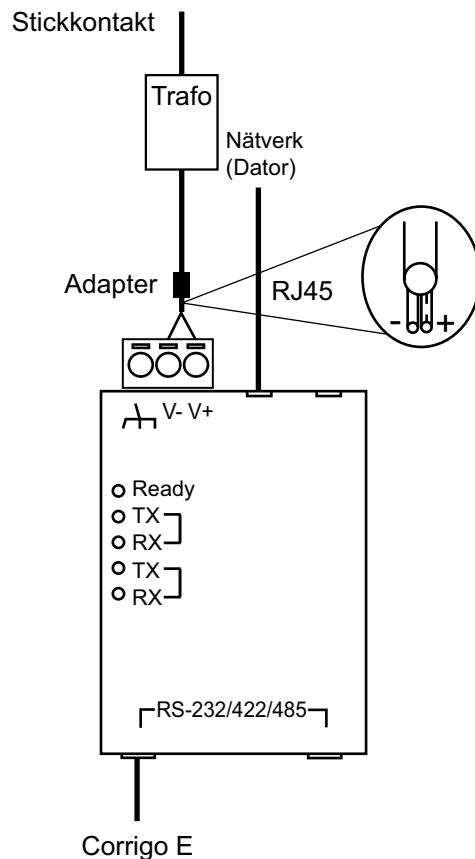 Stickkontakt
Trafo
Nätverk
(Dator)
Adapter
RJ45
- +
V- V+
Ready
TX
RX
TX
RX
RS-232/422/485
Corrigo E